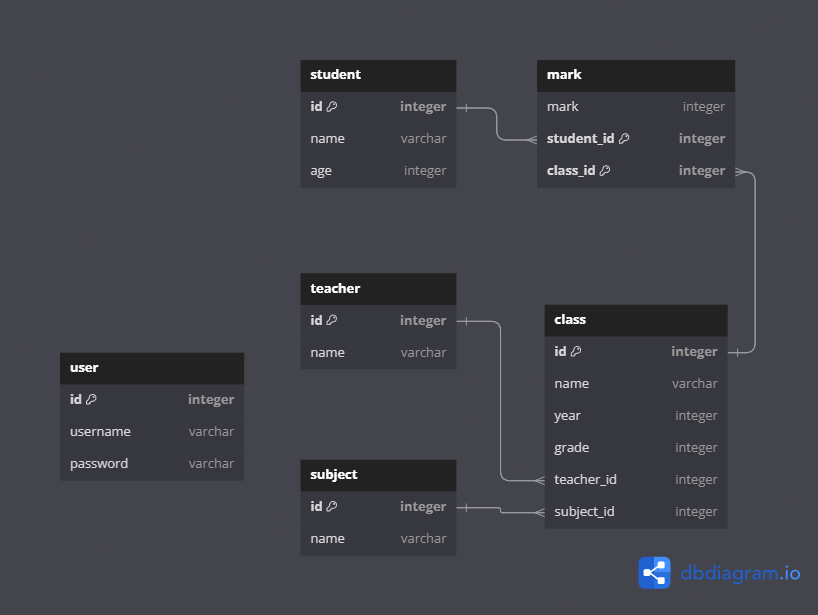 student
id integer
name varchar
age integer
mark
mark integer
student_id integer
class_id integer
teacher
id integer
name varchar
class
id integer
name varchar
year integer
grade integer
teacher_id integer
subject_id integer
user
id integer
username varchar
password varchar
subject
id integer
name varchar
dbdiagram.io